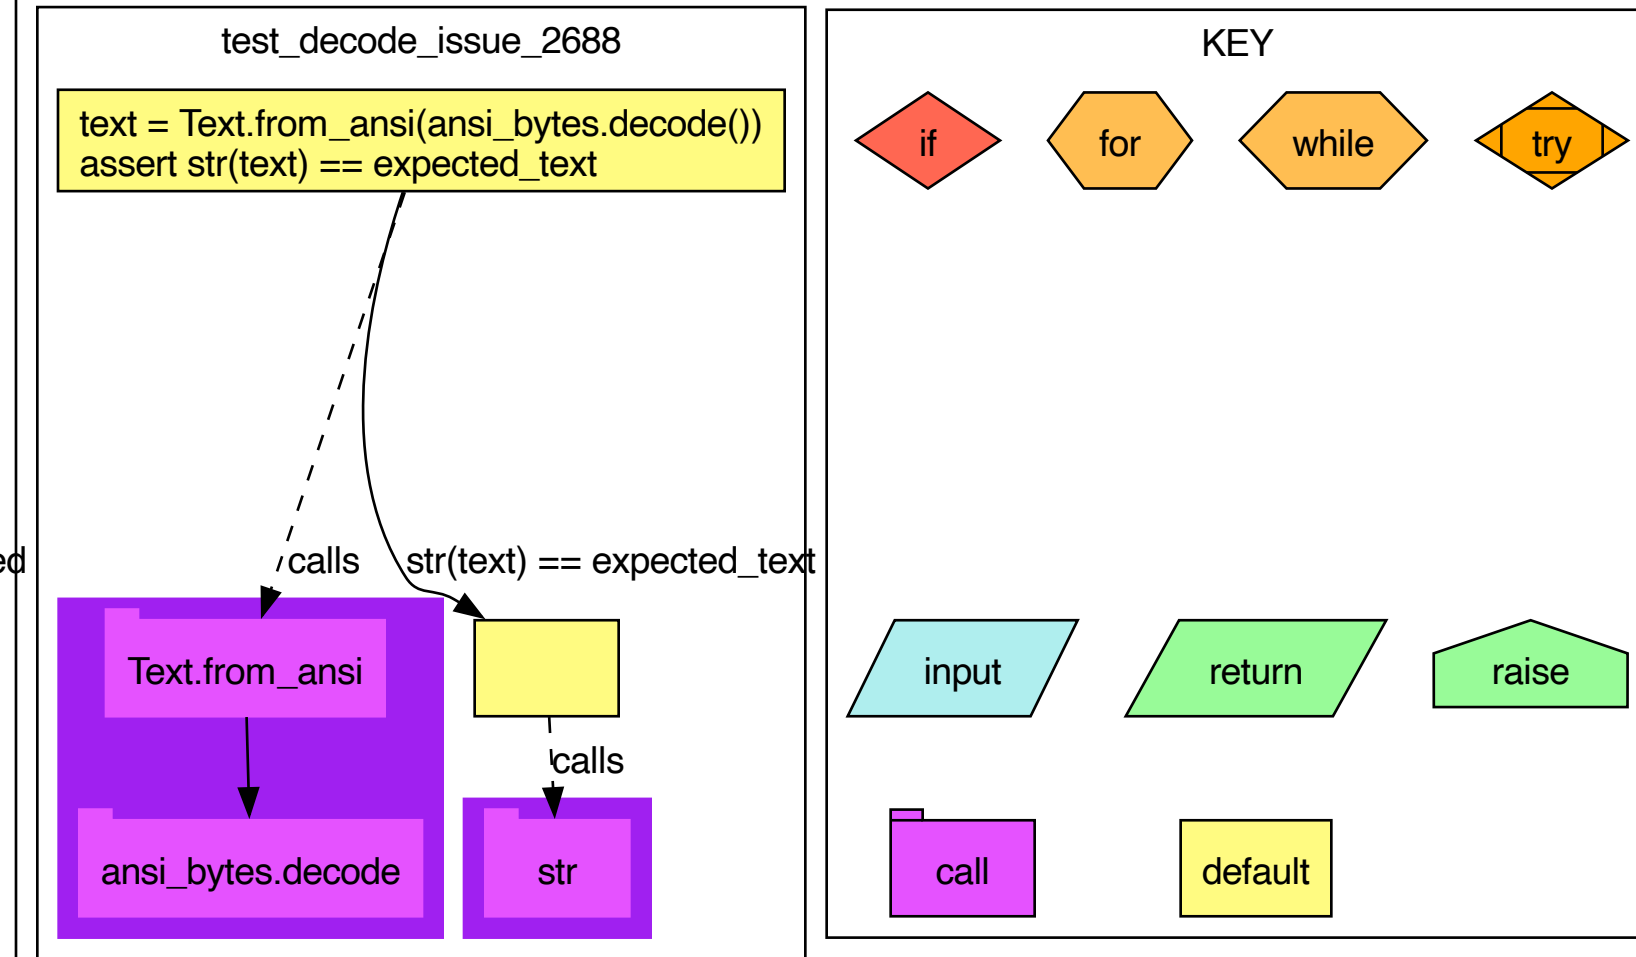 test_decode_issue_2688
text = Text.from_ansi(ansi_bytes.decode())
assert str(text) == expected_text
calls
str(text) == expected_text
Text.from_ansi
calls
ansi_bytes.decode
str
KEY
if
for
while
try
input
return
raise
call
default